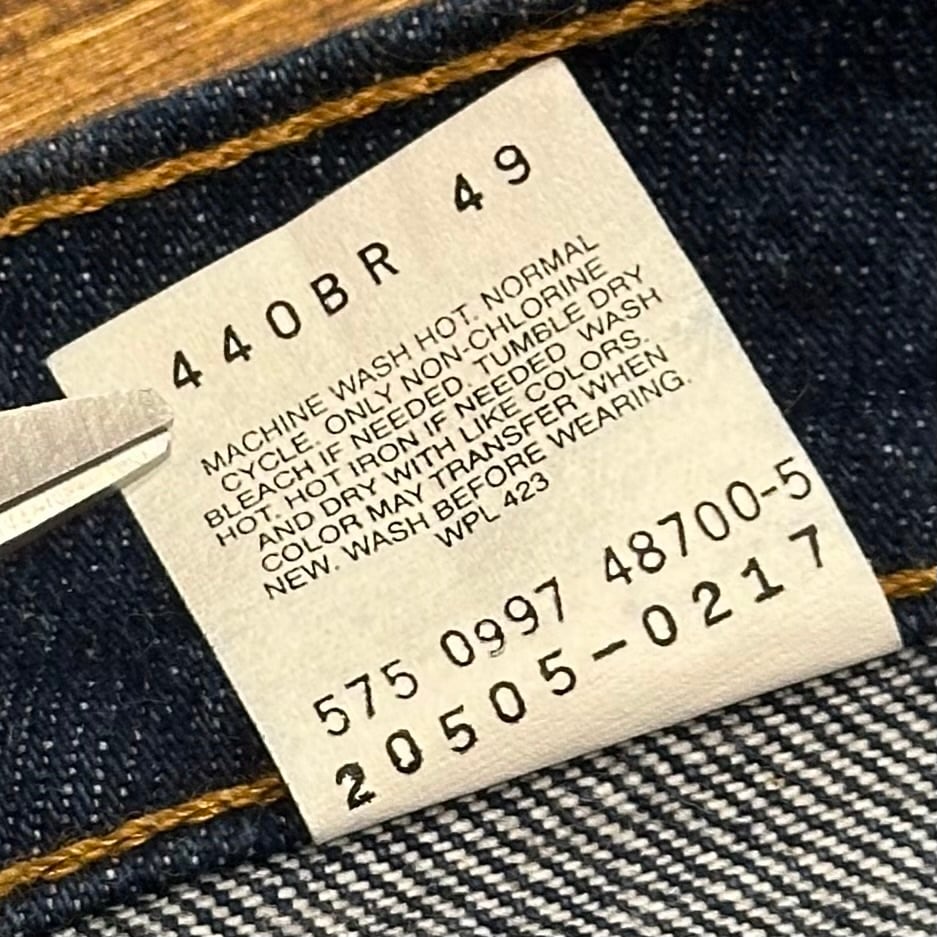 440BR 49
MACHINE WASH HOT. NORMAL
CYCLE. ONLY NON-CHLORINE
BLEACH IF NEEDED. TUMBLE DRY
HOT. HOT IRON IF NEEDED WASH
AND DRY WITH LIKE COLORS.
COLOR MAY TRANSFER WHEN
NEW. WASH BEFORE WEARING.
WPL 423
575 0997 48700-5
20505-0217